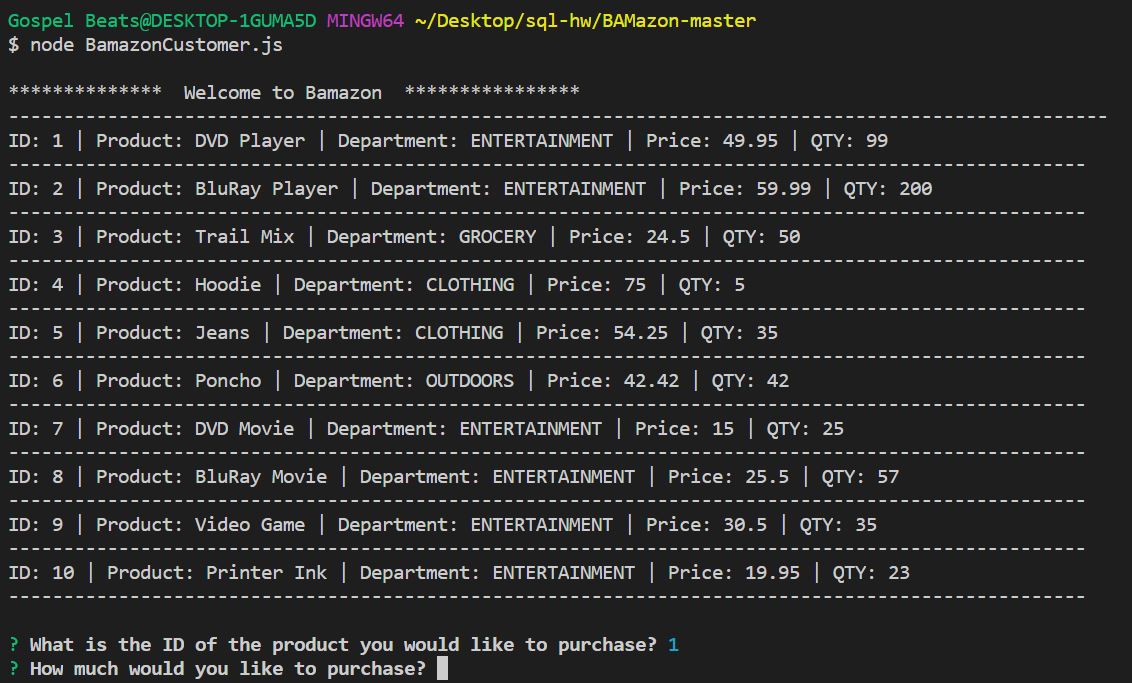 Gospel Beats@DESKTOP-1GUMA5D MINGW64 ~/Desktop/sql-hw/BAMazon-master
$ node BamazonCustomer.js
**************  Welcome to Bamazon  ****************
----------------------------------------------------------------------------------------------------
ID: 1 | Product: DVD Player | Department: ENTERTAINMENT | Price: 49.95 | QTY: 99
--------------------------------------------------------------------------------------------------
ID: 2 | Product: BluRay Player | Department: ENTERTAINMENT | Price: 59.99 | QTY: 200
--------------------------------------------------------------------------------------------------
ID: 3 | Product: Trail Mix | Department: GROCERY | Price: 24.5 | QTY: 50
--------------------------------------------------------------------------------------------------
ID: 4 | Product: Hoodie | Department: CLOTHING | Price: 75 | QTY: 5
--------------------------------------------------------------------------------------------------
ID: 5 | Product: Jeans | Department: CLOTHING | Price: 54.25 | QTY: 35
--------------------------------------------------------------------------------------------------
ID: 6 | Product: Poncho | Department: OUTDOORS | Price: 42.42 | QTY: 42
--------------------------------------------------------------------------------------------------
ID: 7 | Product: DVD Movie | Department: ENTERTAINMENT | Price: 15 | QTY: 25
--------------------------------------------------------------------------------------------------
ID: 8 | Product: BluRay Movie | Department: ENTERTAINMENT | Price: 25.5 | QTY: 57
--------------------------------------------------------------------------------------------------
ID: 9 | Product: Video Game | Department: ENTERTAINMENT | Price: 30.5 | QTY: 35
--------------------------------------------------------------------------------------------------
ID: 10 | Product: Printer Ink | Department: ENTERTAINMENT | Price: 19.95 | QTY: 23
--------------------------------------------------------------------------------------------------
? What is the ID of the product you would like to purchase? 1
? How much would you like to purchase?